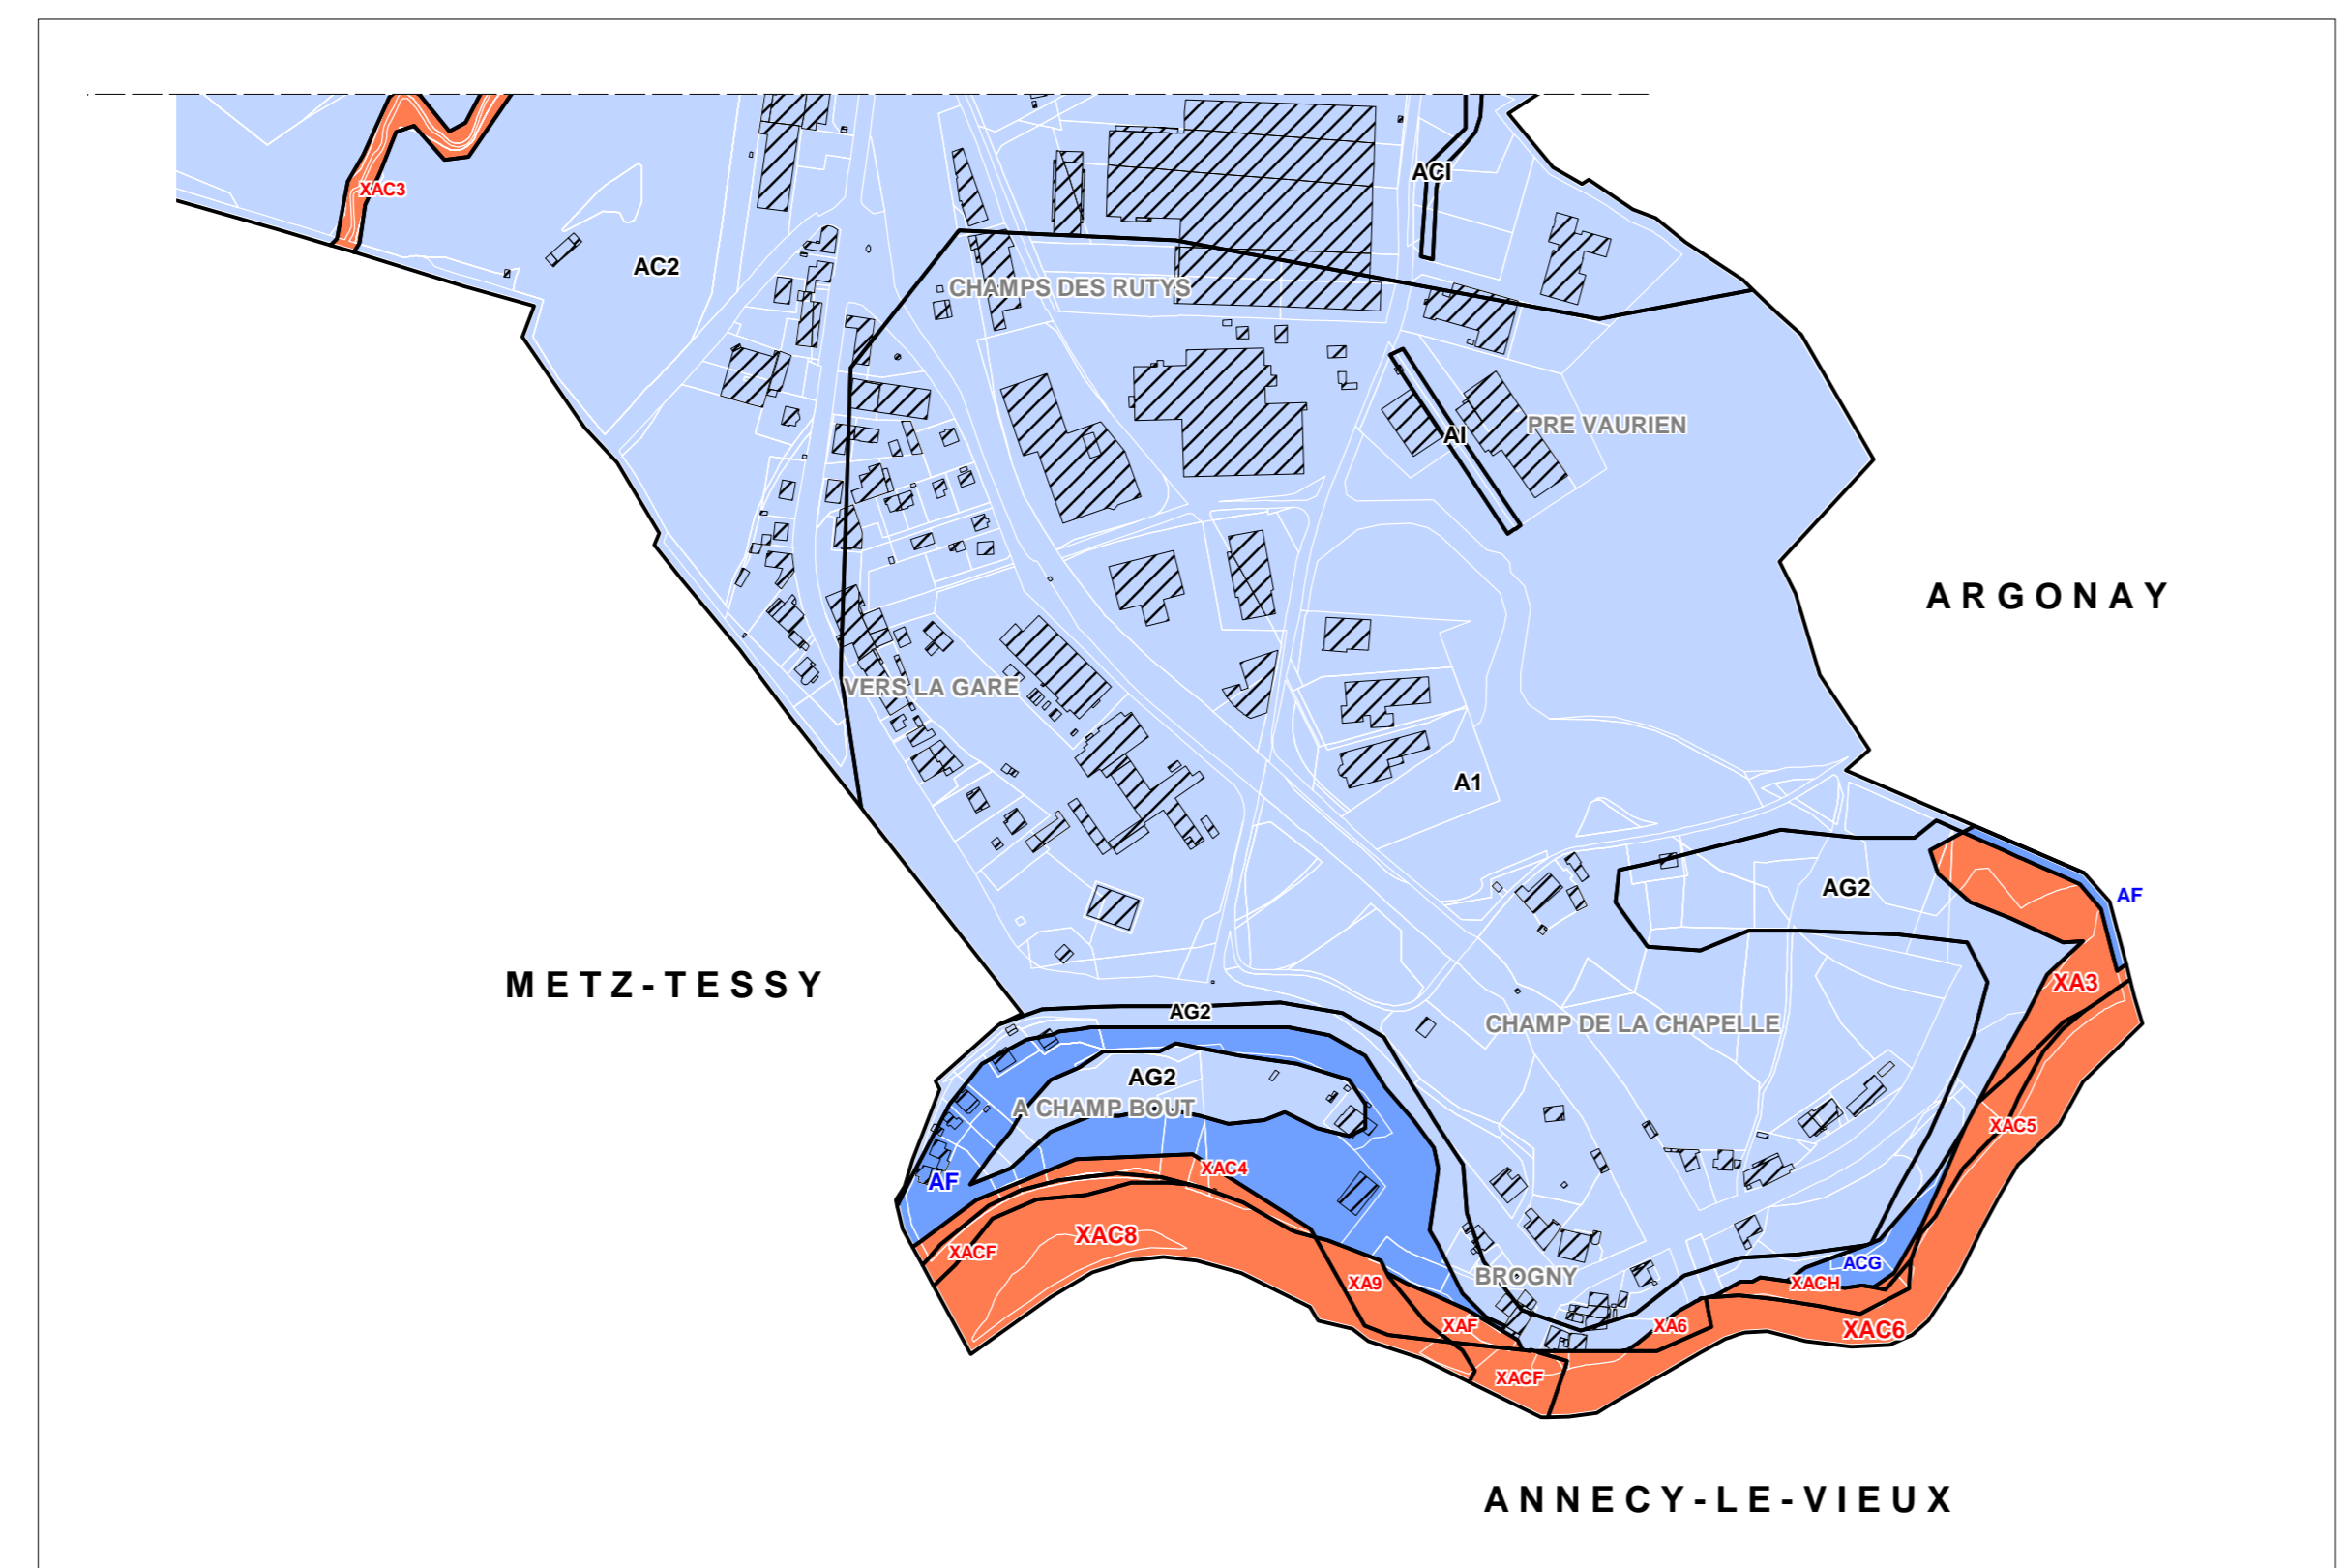 ACI
XAC3
AC2
CHAMPS DES RUTYS
PRE VAURIEN
AI
ARGONAY
VERS LA GARE
A1
AG2
AF
METZ-TESSY
XA3
AG2
CHAMP DE LA CHAPELLE
AG2
A CHAMP BOUT
XAC5
XAC4
AF
XAC8
XACF
ACG
BROGNY
XA9
XACH
XAF
XA6
XAC6
XACF
ANNECY-LE-VIEUX